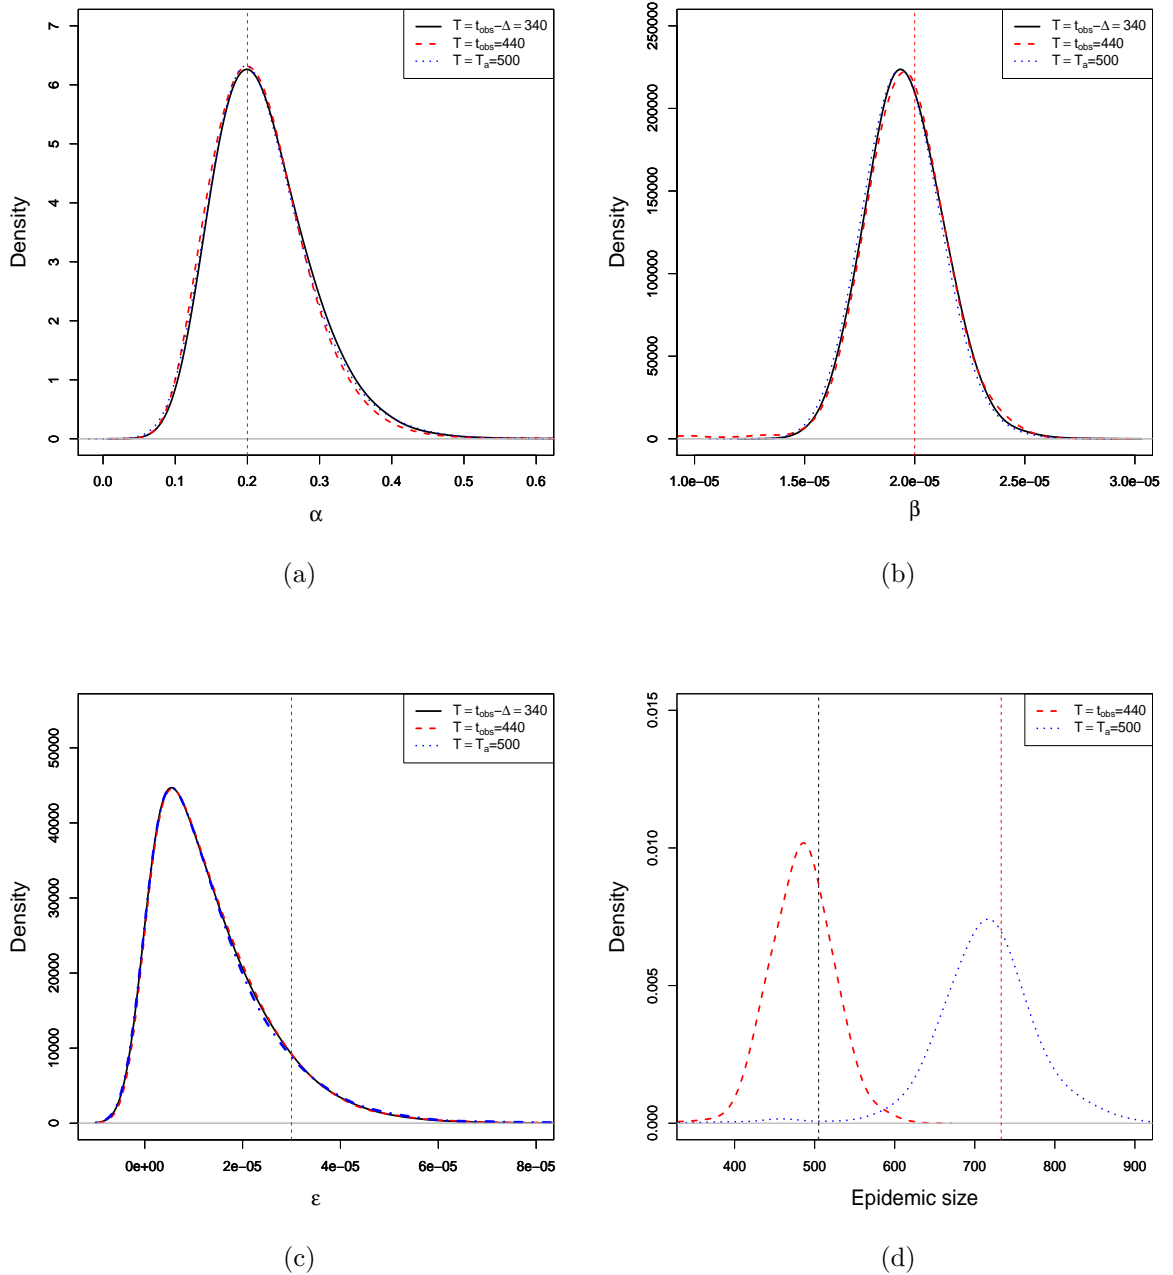 T = tobs−Δ = 340
T = tobs=440
T = Ta=500
Density
0 1 2 3 4 5 6 7
0.0 0.1 0.2 0.3 0.4 0.5 0.6
α
(a)
T = tobs−Δ = 340
T = tobs=440
T = Ta=500
Density
0 50000 100000 150000 200000 250000
1.0e−05 1.5e−05 2.0e−05 2.5e−05 3.0e−05
β
(b)
T = tobs−Δ = 340
T = tobs=440
T = Ta=500
Density
0 10000 20000 30000 40000 50000
0e+00 2e−05 4e−05 6e−05 8e−05
ε
(c)
T = tobs=440
T = Ta=500
Density
0.000 0.005 0.010 0.015
400 500 600 700 800 900
Epidemic size
(d)